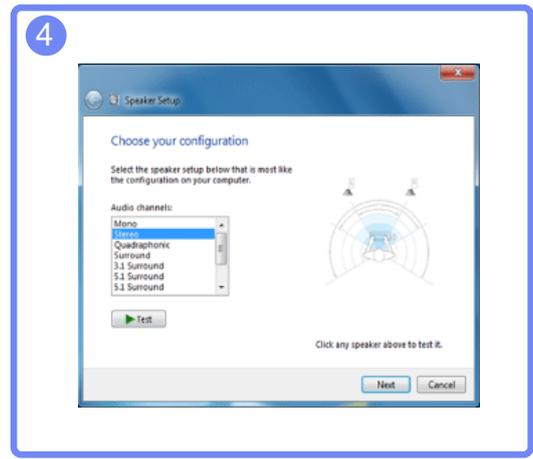 4
Speaker Setup
Choose your configuration
Select the speaker setup below that is most like
the configuration on your computer.
Audio channels:
Mono
Stereo
Quadraphonic
Surround
3.1 Surround
5.1 Surround
5.1 Surround
Test
Click any speaker above to test it.
Next
Cancel